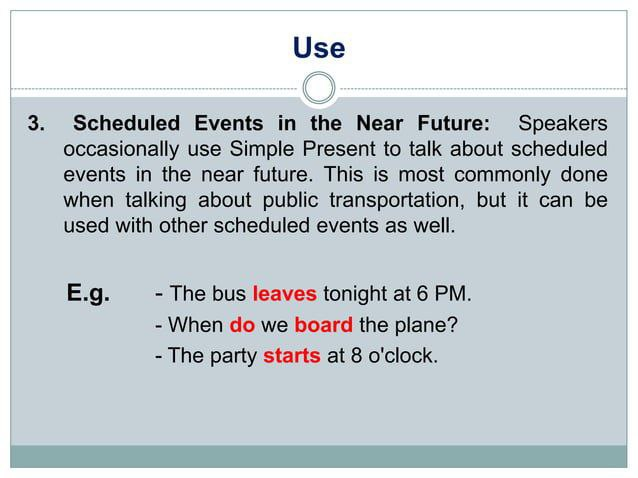 Use
3. Scheduled Events in the Near Future: Speakers
occasionally use Simple Present to talk about scheduled
events in the near future. This is most commonly done
when talking about public transportation, but it can be
used with other scheduled events as well.
E.g. - The bus leaves tonight at 6 PM.
- When do we board the plane?
- The party starts at 8 o'clock.